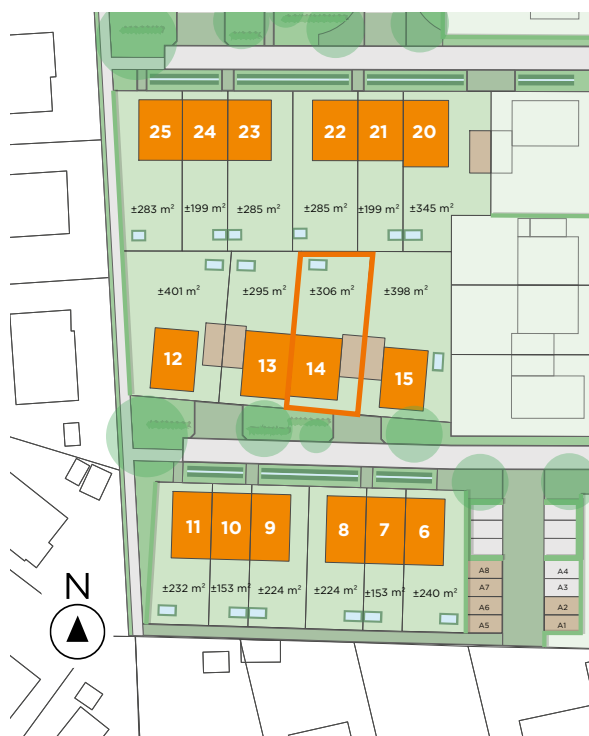 25 24 23 22 21 20
±283 m² ±199 m² ±285 m² ±285 m² ±199 m² ±345 m²
±401 m² ±295 m² ±306 m² ±398 m²
12 13 14 15
11 10 9 8 7 6
±232 m² ±153 m² ±224 m² ±224 m² ±153 m² ±240 m²
A8 A4
A7 A3
A6 A2
A5 A1
N